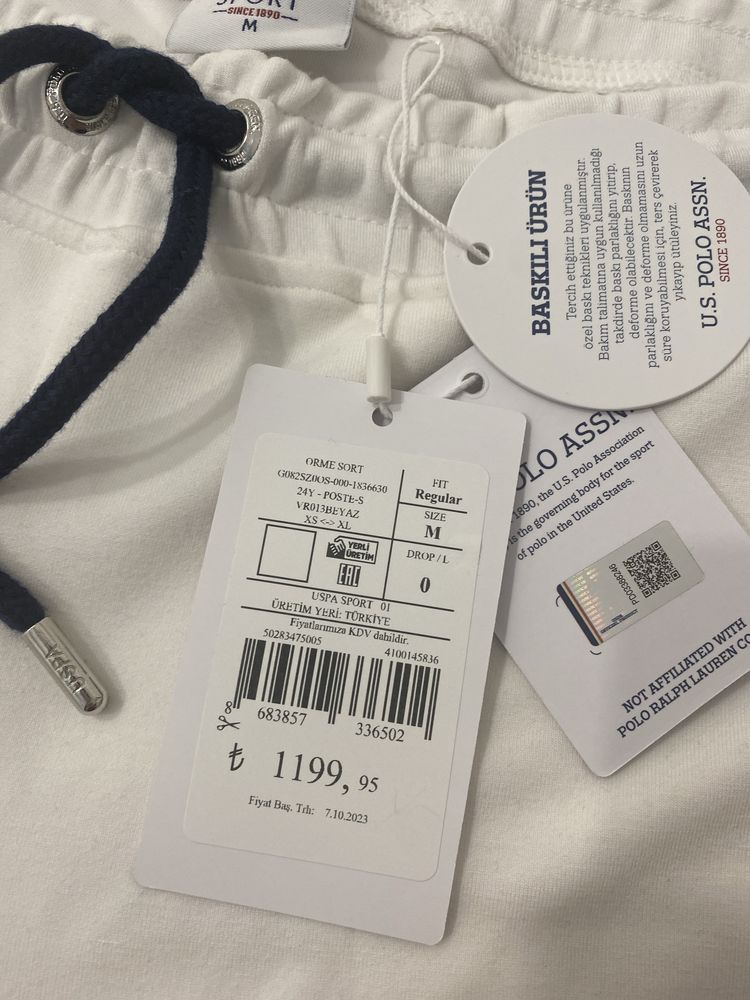 SPORT
SINCE 1890
M
BASKILI ÜRÜN
Tercih ettiğiniz bu ürüne
özel baskı teknikleri uygulanmıştır.
Bakım talimatına uygun kullanılmadığı
takdirde baskı parlaklığını yitirip,
deforme olabilecektir. Baskının
parlaklığını ve deforme olmamasını uzun
süre koruyabilmesi için, ters çevirerek
yıkayıp ütüleyiniz.
U.S. POLO ASSN.
SINCE 1890
ORME SORT
G082SZ0OS-000-1836630
24Y - POSTE-S
VR013BEYAZ
XS <-> XL
FIT
Regular
SIZE
M
DROP / L
0
YERLİ
ÜRETİM
EAC
USPA SPORT 01
ÜRETİM YERİ: TÜRKİYE
Fiyatlarımıza KDV dahildir.
50283475005
4100145836
683857
336502
₺ 1199, 95
Fiyat Baş. Trh: 7.10.2023
OLO ASSN.
1890, the U.S. Polo Association
is the governing body for the sport
of polo in the United States.
PD03388246
NOT AFFILIATED WITH
POLO RALPH LAUREN CO
USPA